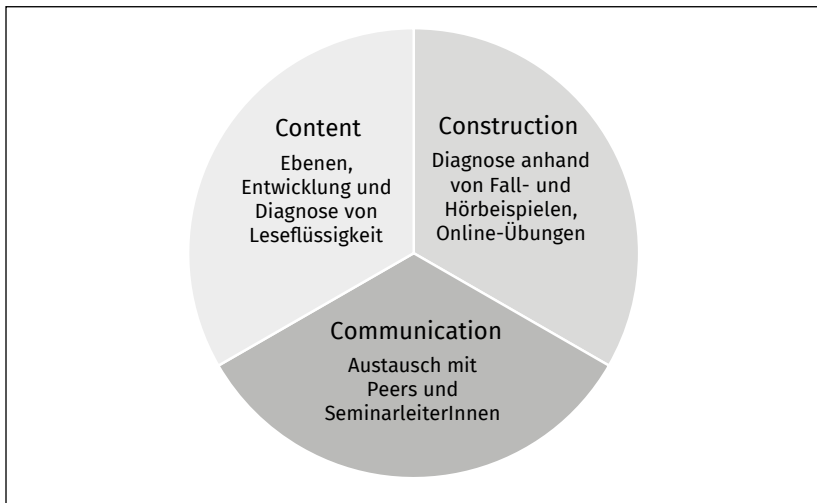 Content
Ebenen,
Entwicklung und
Diagnose von
Leseflüssigkeit
Construction
Diagnose anhand
von Fall- und
Hörbeispielen,
Online-Übungen
Communication
Austausch mit
Peers und
SeminarleiterInnen